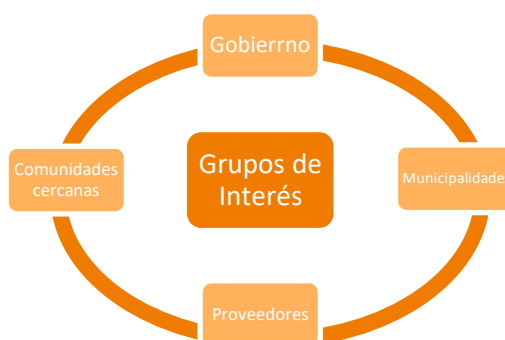 Gobierrno
Comunidades
cercanas
Grupos de
Interés
Municipalidade
Proveedores